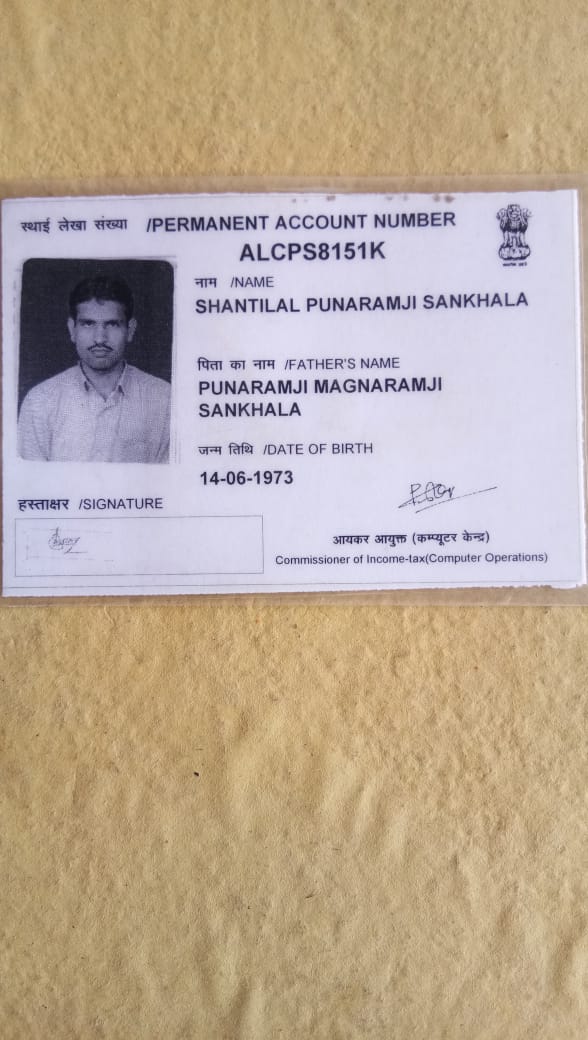 स्थाई लेखा संख्या /PERMANENT ACCOUNT NUMBER
ALCPS8151K
नाम /NAME
SHANTILAL PUNARAMJI SANKHALA
पिता का नाम /FATHER'S NAME
PUNARAMJI MAGNARAMJI
SANKHALA
जन्म तिथि /DATE OF BIRTH
14-06-1973
हस्ताक्षर /SIGNATURE
आयकर आयुक्त (कम्प्यूटर केन्द्र)
Commissioner of Income-tax(Computer Operations)